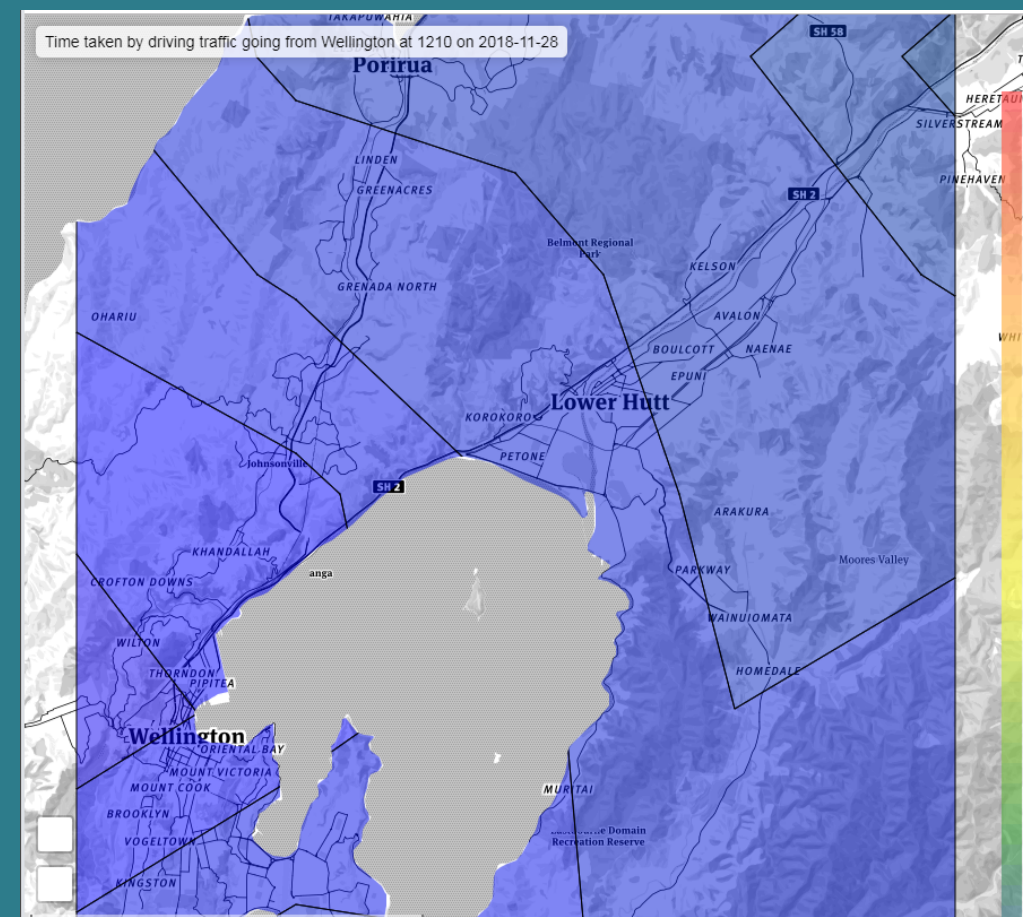 TAKAPUWAHIA
SH 58
Time taken by driving traffic going from Wellington at 1210 on 2018-11-28
Porirua
SILVERSTREAM
LINDEN
PINEHAVEN
GREENACRES
SH 2
Belmont Regional
Park
KELSON
GRENADA NORTH
OHARIU
AVALON
BOULCOTT
NAENAE
EPUNI
Lower Hutt
KOROKORO
PETONE
Johnsonville
SH 2
ARAKURA
KHANDALLAH
Moores Valley
anga
PARKWAY
CROFTON DOWNS
WAINUIOMATA
WILTON
HOMEDALE
THORNDON
PIPITEA
Wellington
ORIENTAL BAY
MOUNT VICTORIA
MOUNT COOK
MURITAI
BROOKLYN
Domain
Recreation Reserve
VOGELTOWN
KINGSTON